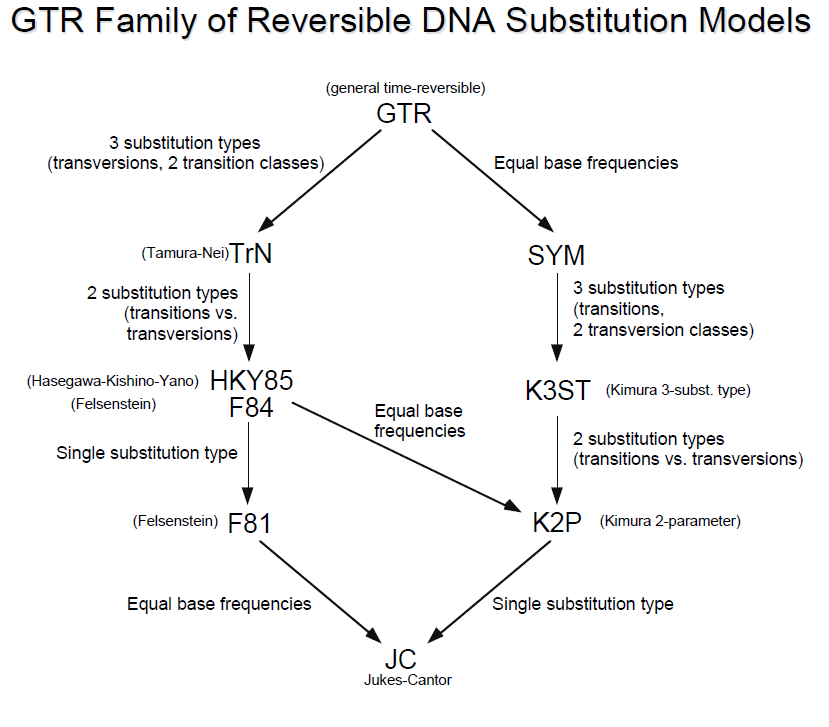 GTR Family of Reversible DNA Substitution Models
(general time-reversible)
GTR
3 substitution types
(transversions, 2 transition classes)
Equal base frequencies
(Tamura-Nei) TrN
SYM
2 substitution types
(transitions vs.
transversions)
3 substitution types
(transitions,
2 transversion classes)
(Hasegawa-Kishino-Yano) HKY85
(Felsenstein) F84
K3ST (Kimura 3-subst. type)
Equal base
frequencies
Single substitution type
2 substitution types
(transitions vs. transversions)
(Felsenstein) F81
K2P (Kimura 2-parameter)
Equal base frequencies
Single substitution type
JC
Jukes-Cantor